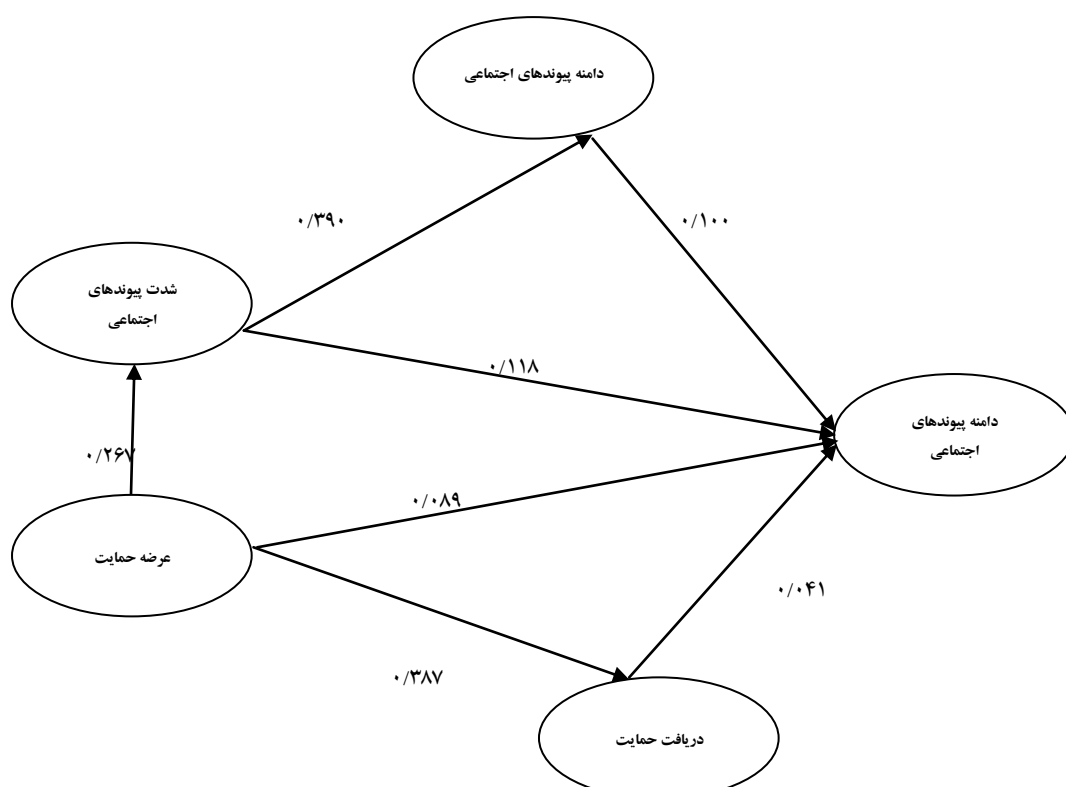 دامنه پیوندهای اجتماعی
۰/۳۹۰
۰/۱۰۰
شدت پیوندهای
اجتماعی
۰/۱۱۸
دامنه پیوندهای
اجتماعی
۰/۲۶۷
۰/۰۸۹
عرضه حمایت
۰/۰۴۱
۰/۳۸۷
دریافت حمایت